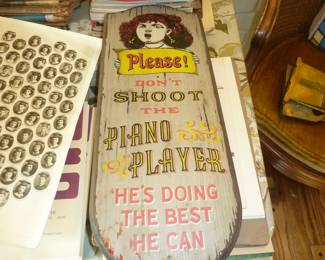 Please!
DON'T
SHOOT
THE
PIANO
PLAYER
HE'S DOING
THE BEST
HE CAN